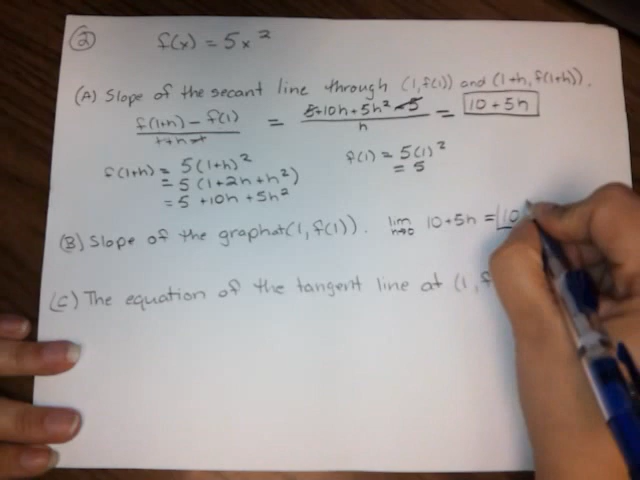 ② f(x) = 5x²
(A) Slope of the secant line through (1, f(1)) and (1+h, f(1+h)).
f(1+h) - f(1) / 1+h-1 = 5+10h+5h²-5 / h = 10+5h
f(1+h) = 5(1+h)² f(1) = 5(1)²
= 5(1+2h+h²) = 5
= 5+10h+5h²
(B) Slope of the graph at (1, f(1)). lim h→0 10+5h = 10
(C) The equation of the tangent line at (1, f